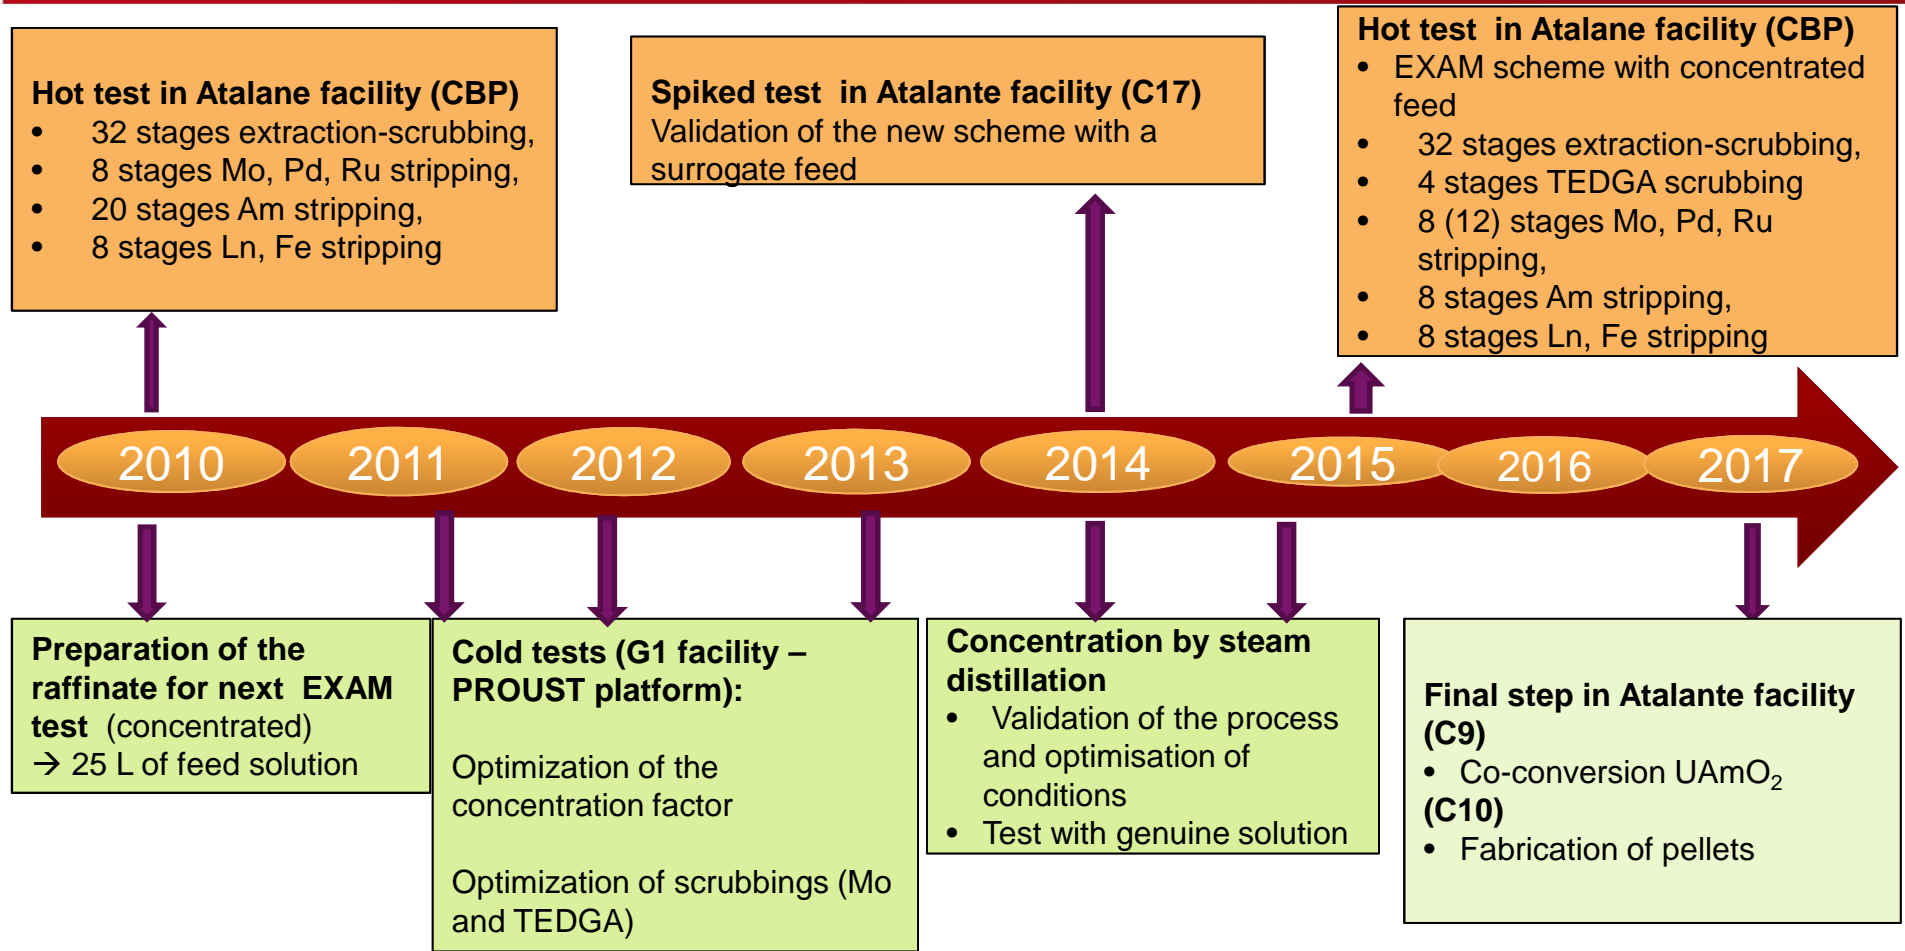 Hot test in Atalane facility (CBP)
• 32 stages extraction-scrubbing,
• 8 stages Mo, Pd, Ru stripping,
• 20 stages Am stripping,
• 8 stages Ln, Fe stripping
Spiked test in Atalante facility (C17)
Validation of the new scheme with a
surrogate feed
Hot test in Atalane facility (CBP)
• EXAM scheme with concentrated
feed
• 32 stages extraction-scrubbing,
• 4 stages TEDGA scrubbing
• 8 (12) stages Mo, Pd, Ru
stripping,
• 8 stages Am stripping,
• 8 stages Ln, Fe stripping
2010 2011 2012 2013 2014 2015 2016 2017
Preparation of the
raffinate for next EXAM
test (concentrated)
→ 25 L of feed solution
Cold tests (G1 facility –
PROUST platform):
Optimization of the
concentration factor
Optimization of scrubbings (Mo
and TEDGA)
Concentration by steam
distillation
• Validation of the process
and optimisation of
conditions
• Test with genuine solution
Final step in Atalante facility
(C9)
• Co-conversion UAmO₂
(C10)
• Fabrication of pellets